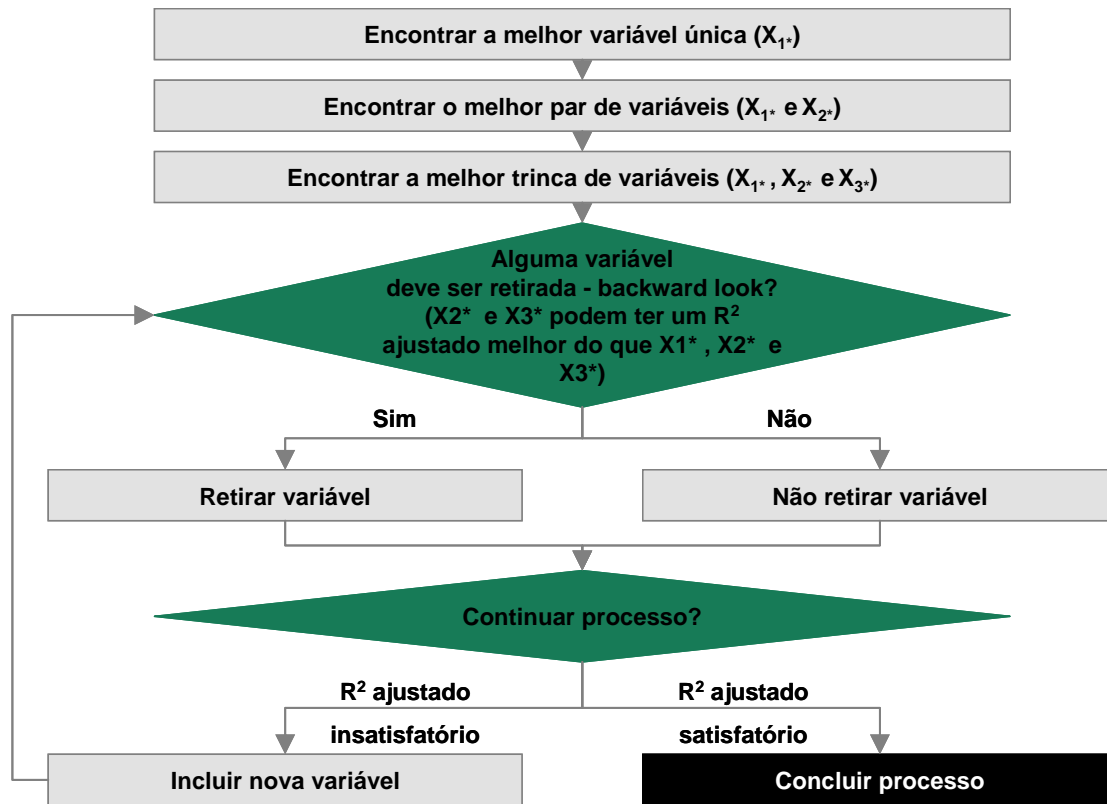 Encontrar a melhor variável única (X1*)
Encontrar o melhor par de variáveis (X1* e X2*)
Encontrar a melhor trinca de variáveis (X1* , X2* e X3*)
Alguma variável
deve ser retirada - backward look?
(X2* e X3* podem ter um R²
ajustado melhor do que X1* , X2* e
X3*)
Sim
Não
Retirar variável
Não retirar variável
Continuar processo?
R² ajustado
insatisfatório
R² ajustado
satisfatório
Incluir nova variável
Concluir processo